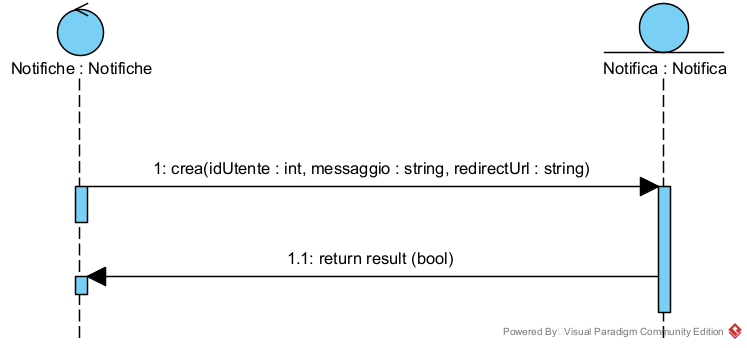 Notifiche : Notifiche
Notifica : Notifica
1: crea(idUtente : int, messaggio : string, redirectUrl : string)
1.1: return result (bool)
Powered By Visual Paradigm Community Edition